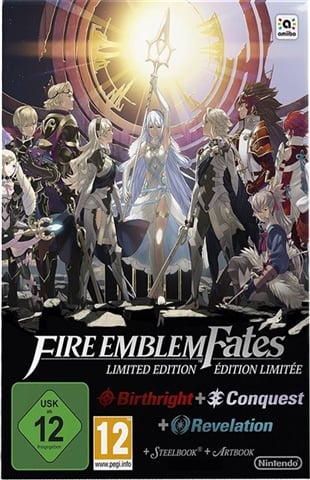 amiibo
FIRE EMBLEM Fates
LIMITED EDITION ÉDITION LIMITÉE
Birthright + Conquest
+ Revelation
+ STEELBOOK® + ARTBOOK
USK
ab
12
freigegeben
12
www.pegi.info
Nintendo®